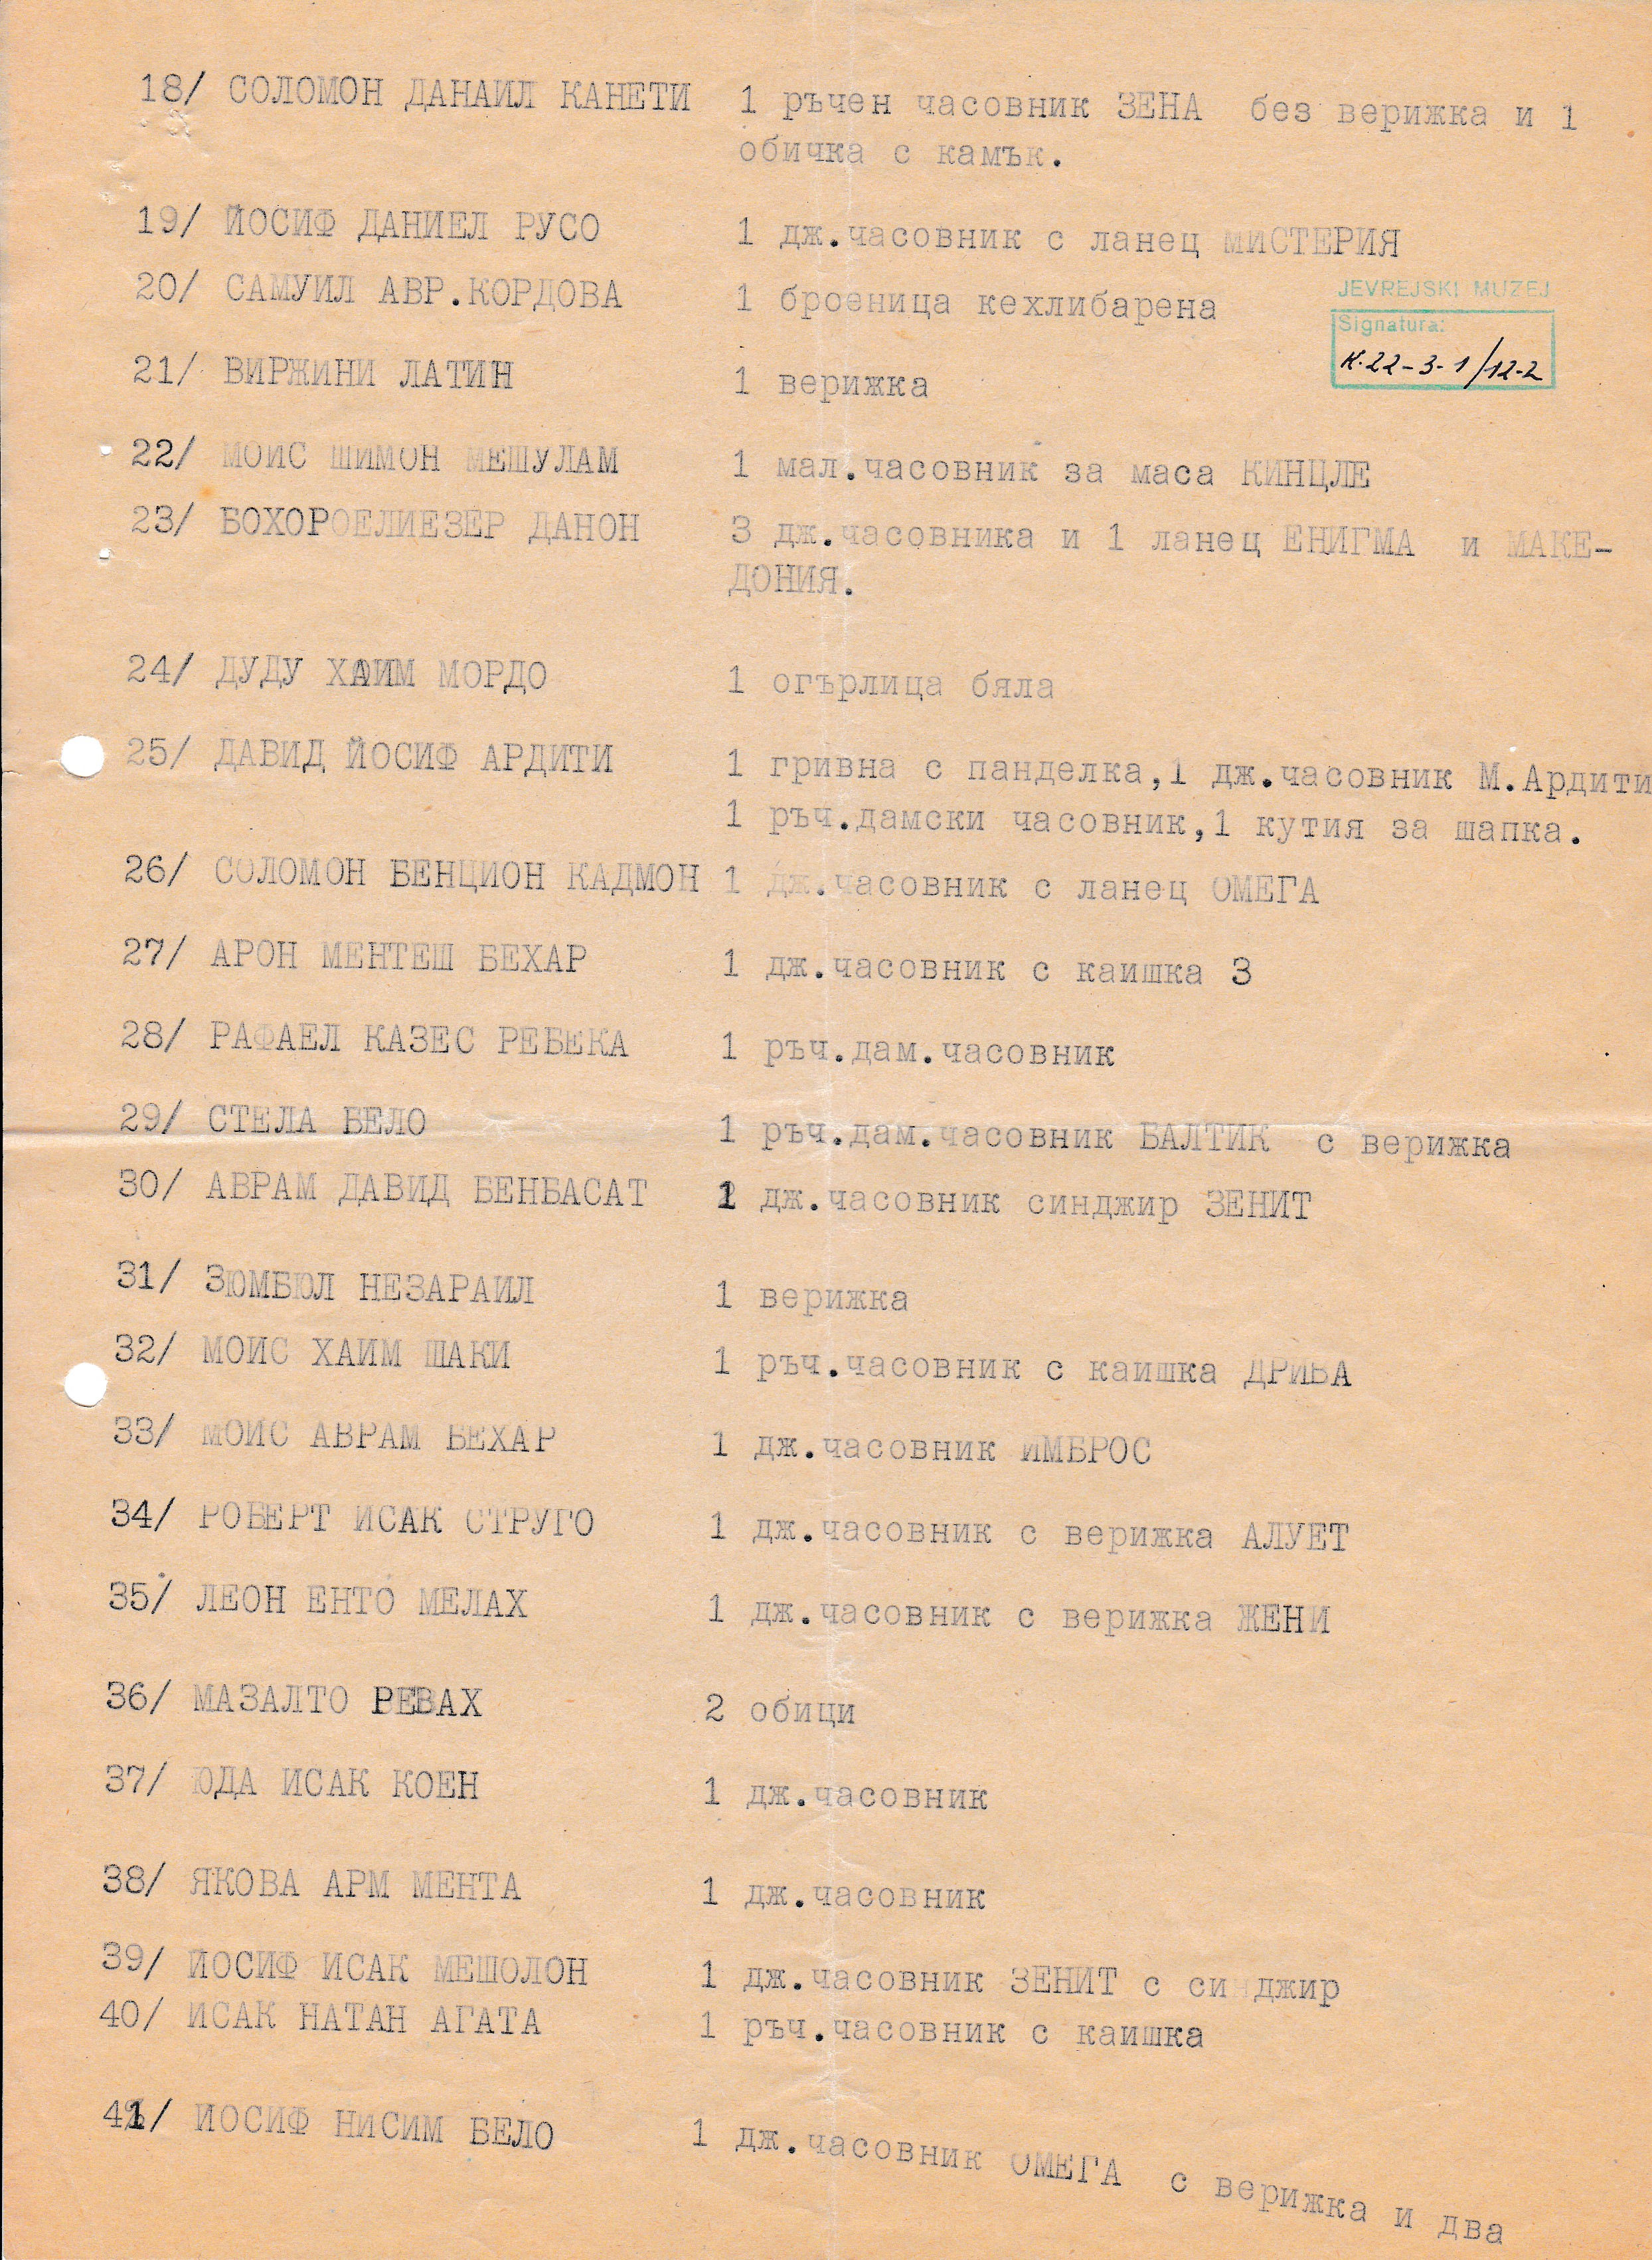 18/ СОЛОМОН ДАНАИЛ КАНЕТИ 1 ръчен часовник ЗЕНА без верижка и 1
обичка с камък.
19/ ЙОСИФ ДАНИЕЛ РУСО 1 дж.часовник с ланец МИСТЕРИЯ
20/ САМУИЛ АВР.КОРДОВА 1 броеница кехлибарена
JEVREJSKI MUZEJ
Signatura:
K.22-3-1/12-2
21/ ВИРЖИНИ ЛАТИН 1 верижка
22/ МОИС ШИМОН МЕШУЛАМ 1 мал.часовник за маса КИНЦЛЕ
23/ БОХОРОЕЛИЕЗЕР ДАНОН 3 дж.часовника и 1 ланец ЕНИГМА и МАКЕ-
ДОНИЯ.
24/ ДУДУ ХАИМ МОРДО 1 огърлица бяла
25/ ДАВИД ЙОСИФ АРДИТИ 1 гривна с панделка,1 дж.часовник М.Ардити
1 ръч.дамски часовник,1 кутия за шапка.
26/ СОЛОМОН БЕНЦИОН КАДМОН 1 дж.часовник с ланец ОМЕГА
27/ АРОН МЕНТЕШ БЕХАР 1 дж.часовник с каишка 3
28/ РАФАЕЛ КАЗЕС РЕБЕКА 1 ръч.дам.часовник
29/ СТЕЛА БЕЛО 1 ръч.дам.часовник БАЛТИК с верижка
30/ АВРАМ ДАВИД БЕНБАСАТ 1 дж.часовник синджир ЗЕНИТ
31/ ЗЮМБЮЛ НЕЗАРАИЛ 1 верижка
32/ МОИС ХАИМ ШАКИ 1 ръч.часовник с каишка ДРИВА
33/ МОИС АВРАМ БЕХАР 1 дж.часовник ИМБРОС
34/ РОБЕРТ ИСАК СТРУГО 1 дж.часовник с верижка АЛУЕТ
35/ ЛЕОН ЕНТО МЕЛАХ 1 дж.часовник с верижка ЖЕНИ
36/ МАЗАЛТО РЕВАХ 2 обици
37/ ЮДА ИСАК КОЕН 1 дж.часовник
38/ ЯКОВА АРМ МЕНТА 1 дж.часовник
39/ ЙОСИФ ИСАК МЕШОЛОН 1 дж.часовник ЗЕНИТ с синджир
40/ ИСАК НАТАН АГАТА 1 ръч.часовник с каишка
41/ ЙОСИФ НИСИМ БЕЛО 1 дж.часовник ОМЕГА с верижка и два